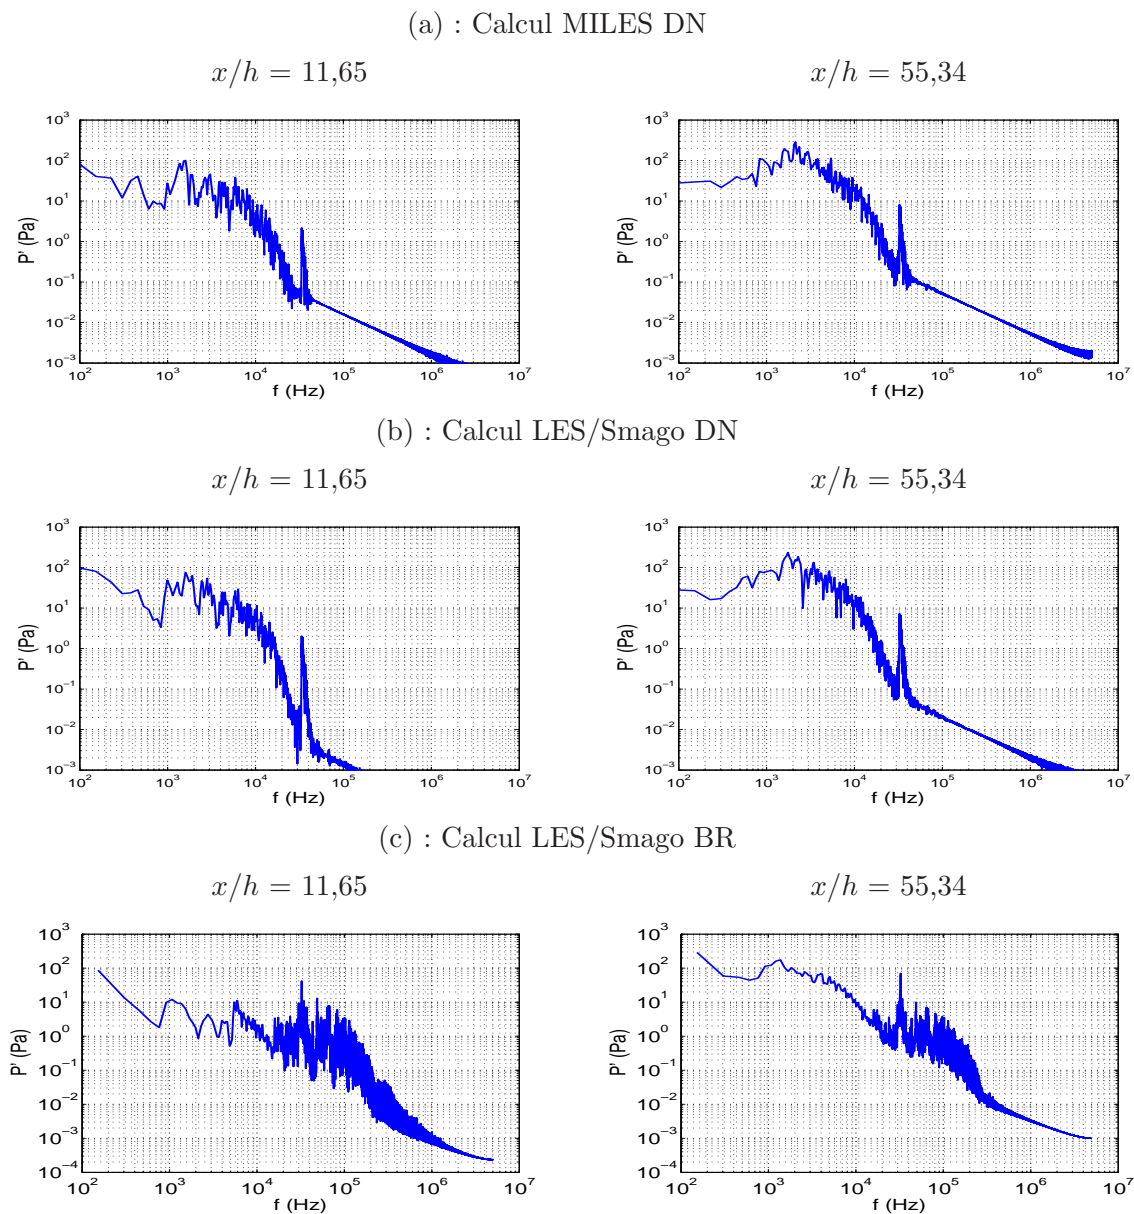 (a) : Calcul MILES DN
x/h = 11,65
x/h = 55,34
10³
10²
10¹
10⁰
10⁻¹
10⁻²
10⁻³
P' (Pa)
10² 10³ 10⁴ 10⁵ 10⁶ 10⁷
f (Hz)
10³
10²
10¹
10⁰
10⁻¹
10⁻²
10⁻³
P' (Pa)
10² 10³ 10⁴ 10⁵ 10⁶ 10⁷
f (Hz)
(b) : Calcul LES/Smago DN
x/h = 11,65
x/h = 55,34
10³
10²
10¹
10⁰
10⁻¹
10⁻²
10⁻³
P' (Pa)
10² 10³ 10⁴ 10⁵ 10⁶ 10⁷
f (Hz)
10³
10²
10¹
10⁰
10⁻¹
10⁻²
10⁻³
P' (Pa)
10² 10³ 10⁴ 10⁵ 10⁶ 10⁷
f (Hz)
(c) : Calcul LES/Smago BR
x/h = 11,65
x/h = 55,34
10³
10²
10¹
10⁰
10⁻¹
10⁻²
10⁻³
10⁻⁴
P' (Pa)
10² 10³ 10⁴ 10⁵ 10⁶ 10⁷
f (Hz)
10³
10²
10¹
10⁰
10⁻¹
10⁻²
10⁻³
10⁻⁴
P' (Pa)
10² 10³ 10⁴ 10⁵ 10⁶ 10⁷
f (Hz)